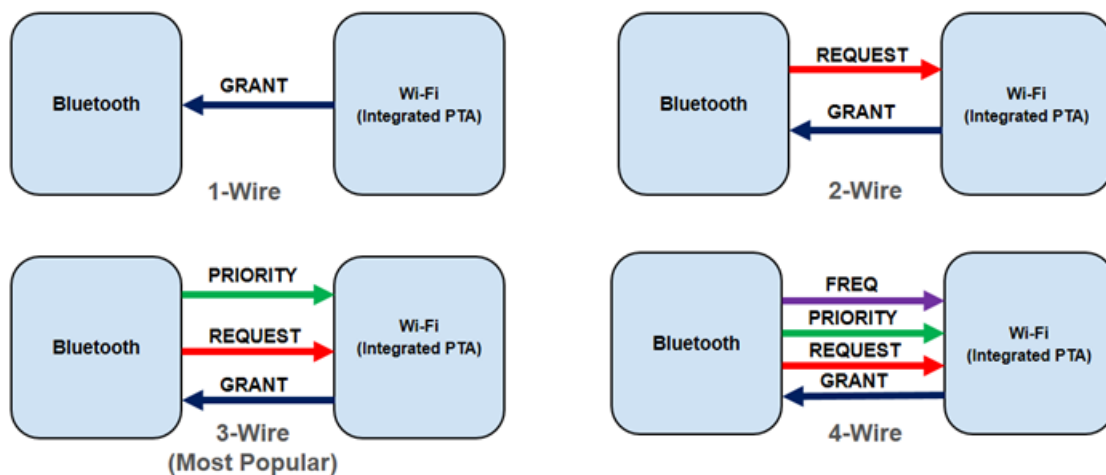 Bluetooth
GRANT
Wi-Fi
(Integrated PTA)
1-Wire
Bluetooth
REQUEST
GRANT
Wi-Fi
(Integrated PTA)
2-Wire
Bluetooth
PRIORITY
REQUEST
GRANT
Wi-Fi
(Integrated PTA)
3-Wire
(Most Popular)
Bluetooth
FREQ
PRIORITY
REQUEST
GRANT
Wi-Fi
(Integrated PTA)
4-Wire